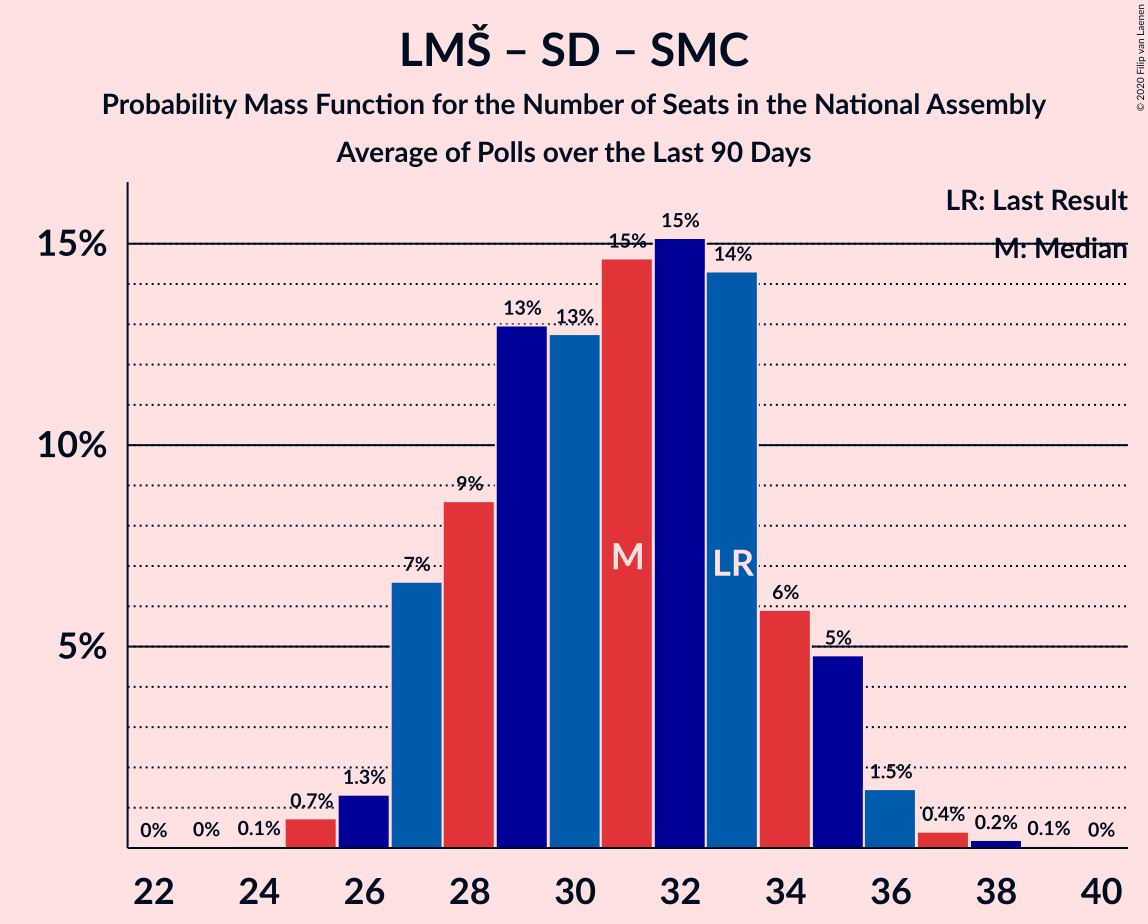 © 2020 Filip van Laenen
LMŠ – SD – SMC
Probability Mass Function for the Number of Seats in the National Assembly
Average of Polls over the Last 90 Days
LR: Last Result
M: Median
15%
10%
5%
0%
0%
0.1%
0.7%
1.3%
7%
9%
13%
13%
15%
15%
14%
6%
5%
1.5%
0.4%
0.2%
0.1%
0%
M
LR
22 24 26 28 30 32 34 36 38 40